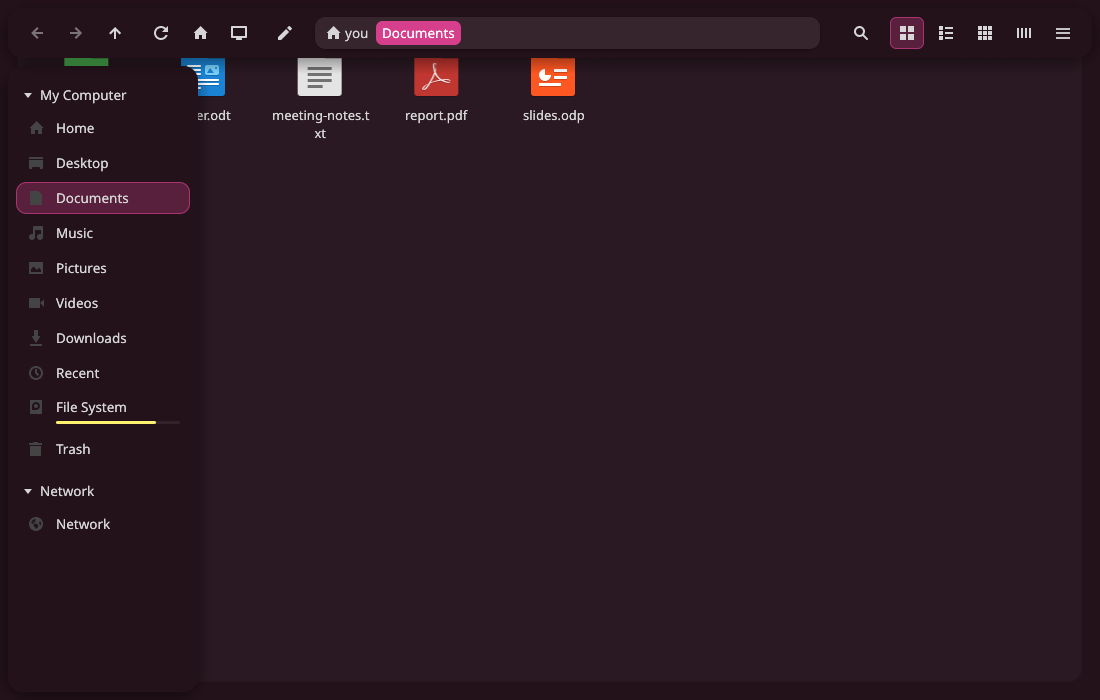 you Documents
My Computer
Home
Desktop
Documents
Music
Pictures
Videos
Downloads
Recent
File System
Trash
Network
Network
er.odt
meeting-notes.t
xt
report.pdf
slides.odp